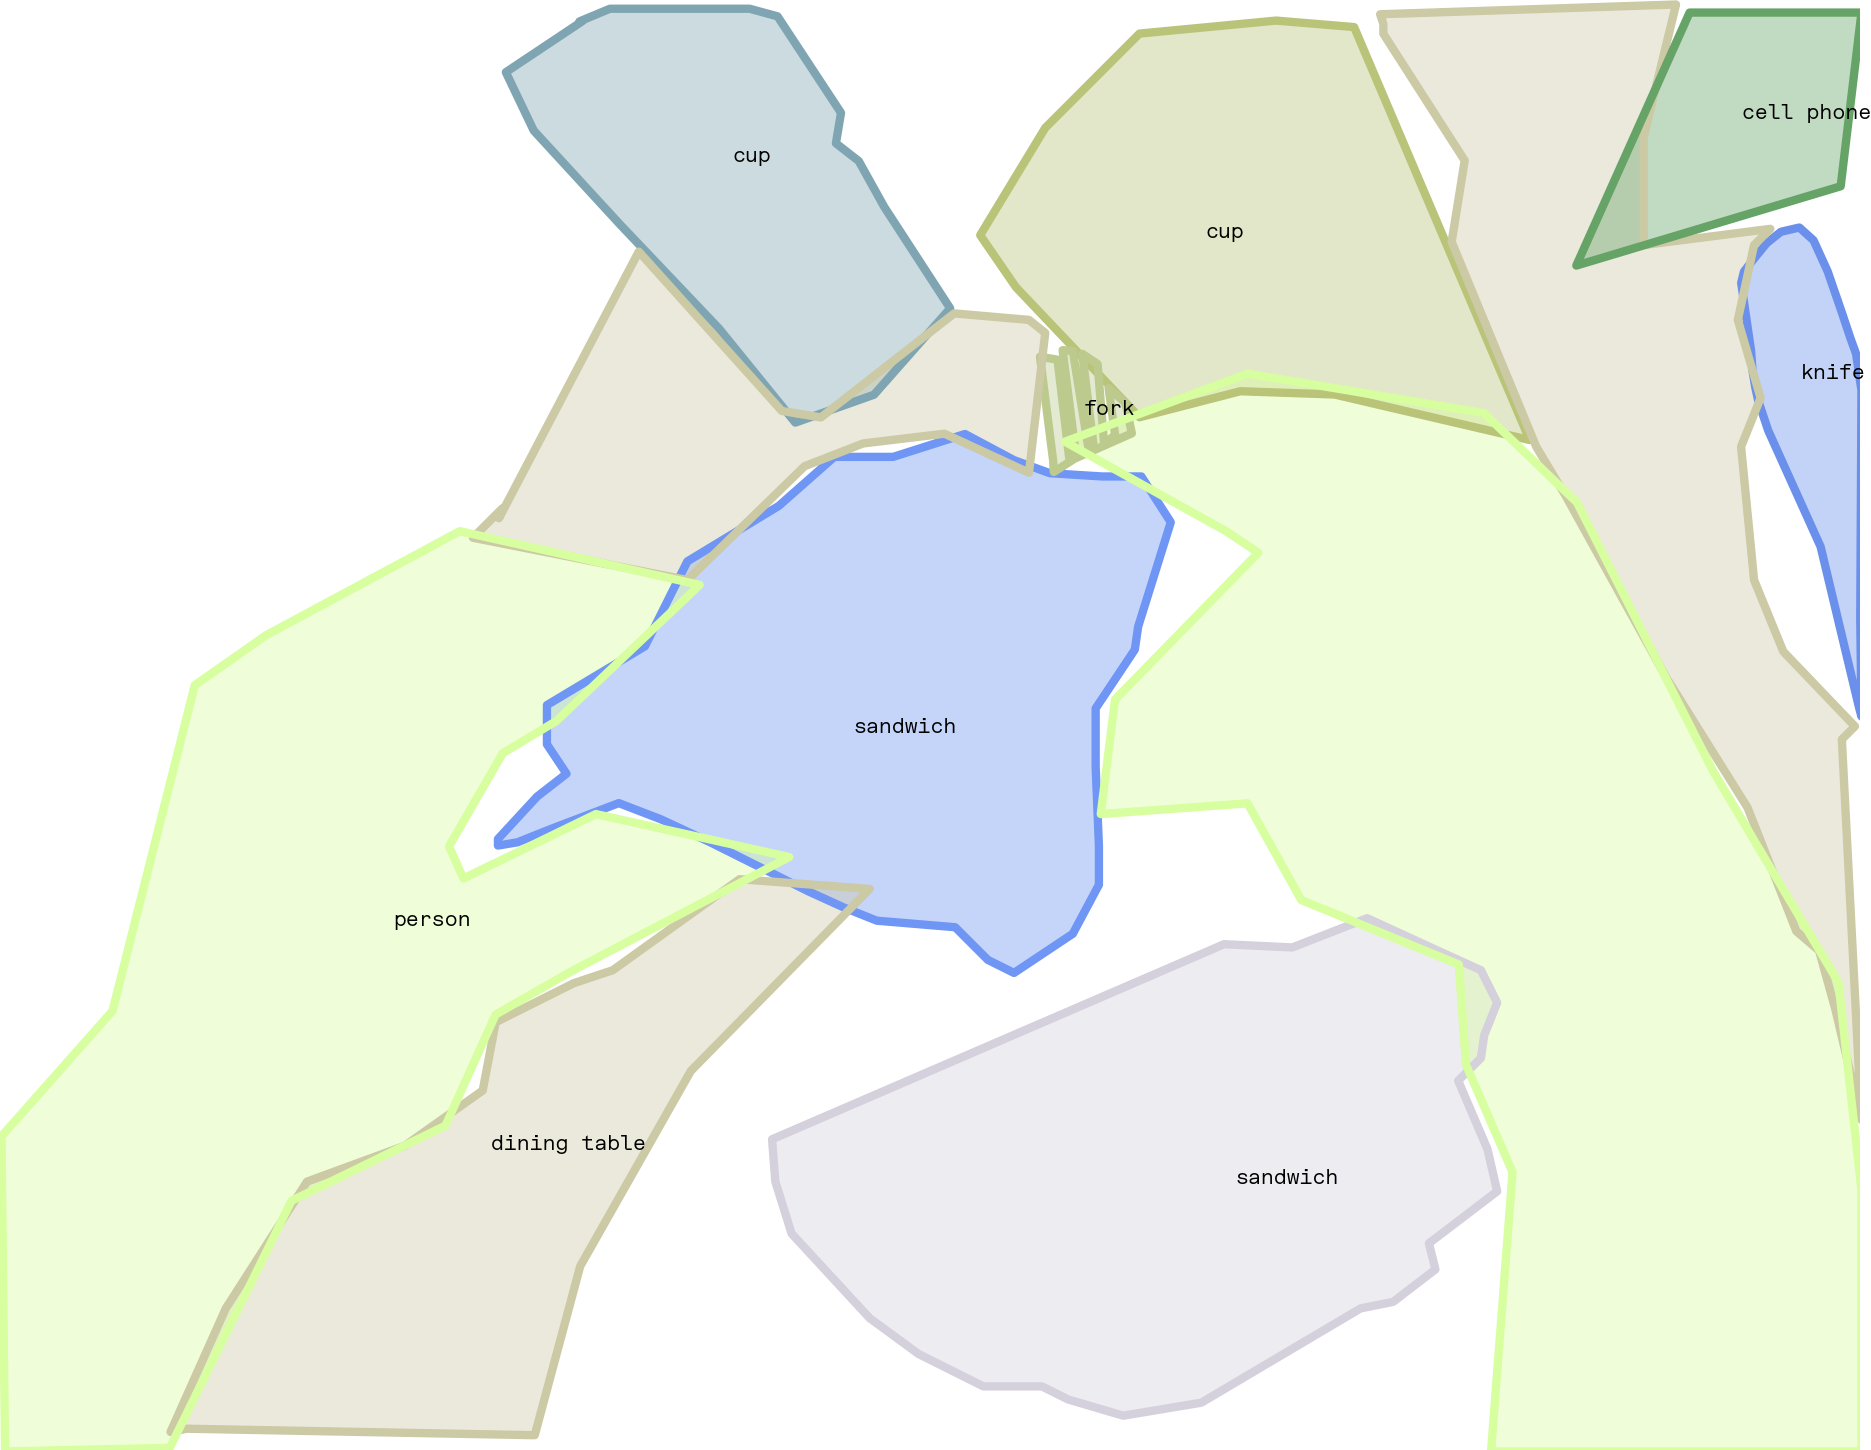 cell phone
cup
cup
knife
fork
sandwich
person
dining table
sandwich